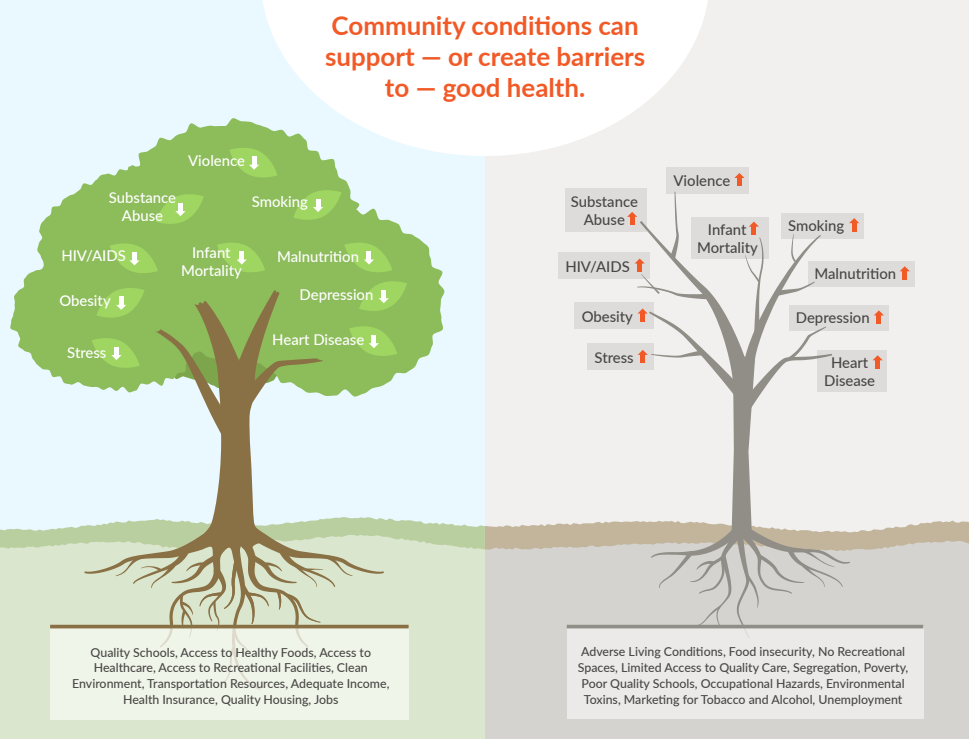 Community conditions can
support — or create barriers
to — good health.
Violence
Substance
Abuse
Smoking
HIV/AIDS
Infant
Mortality
Malnutrition
Obesity
Depression
Stress
Heart Disease
Quality Schools, Access to Healthy Foods, Access to
Healthcare, Access to Recreational Facilities, Clean
Environment, Transportation Resources, Adequate Income,
Health Insurance, Quality Housing, Jobs
Violence
Substance
Abuse
Infant
Mortality
Smoking
HIV/AIDS
Malnutrition
Obesity
Depression
Stress
Heart
Disease
Adverse Living Conditions, Food insecurity, No Recreational
Spaces, Limited Access to Quality Care, Segregation, Poverty,
Poor Quality Schools, Occupational Hazards, Environmental
Toxins, Marketing for Tobacco and Alcohol, Unemployment